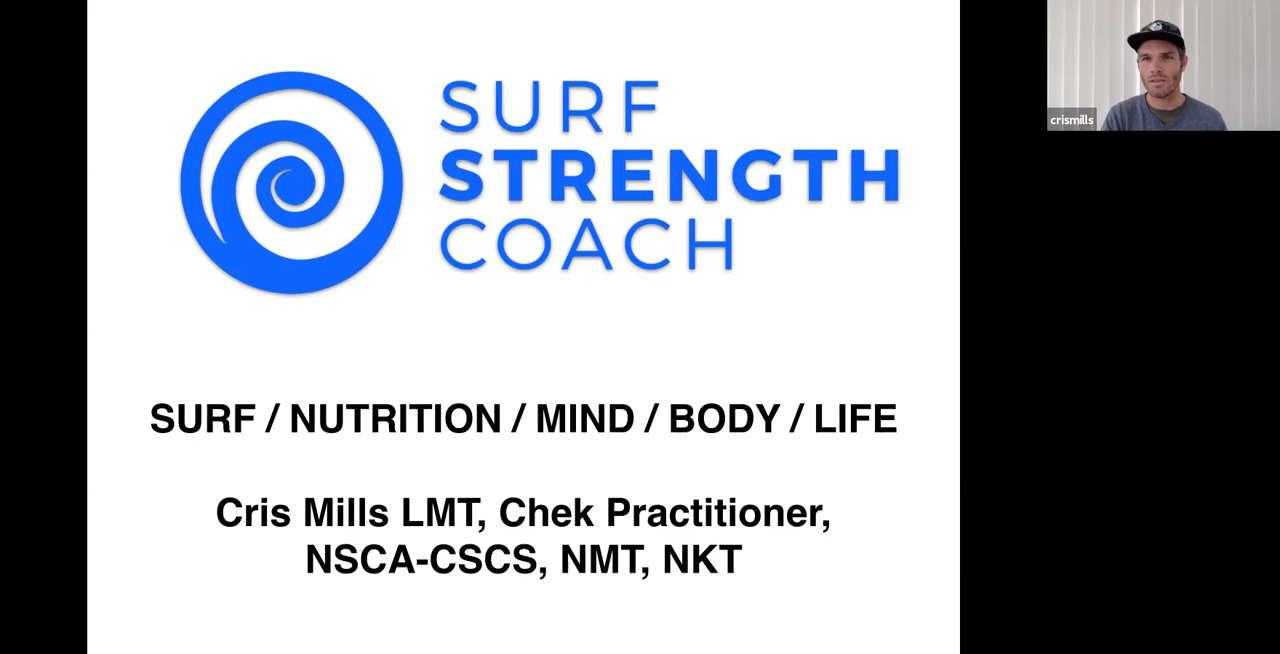 SURF
STRENGTH
COACH
crismills
SURF / NUTRITION / MIND / BODY / LIFE
Cris Mills LMT, Chek Practitioner,
NSCA-CSCS, NMT, NKT